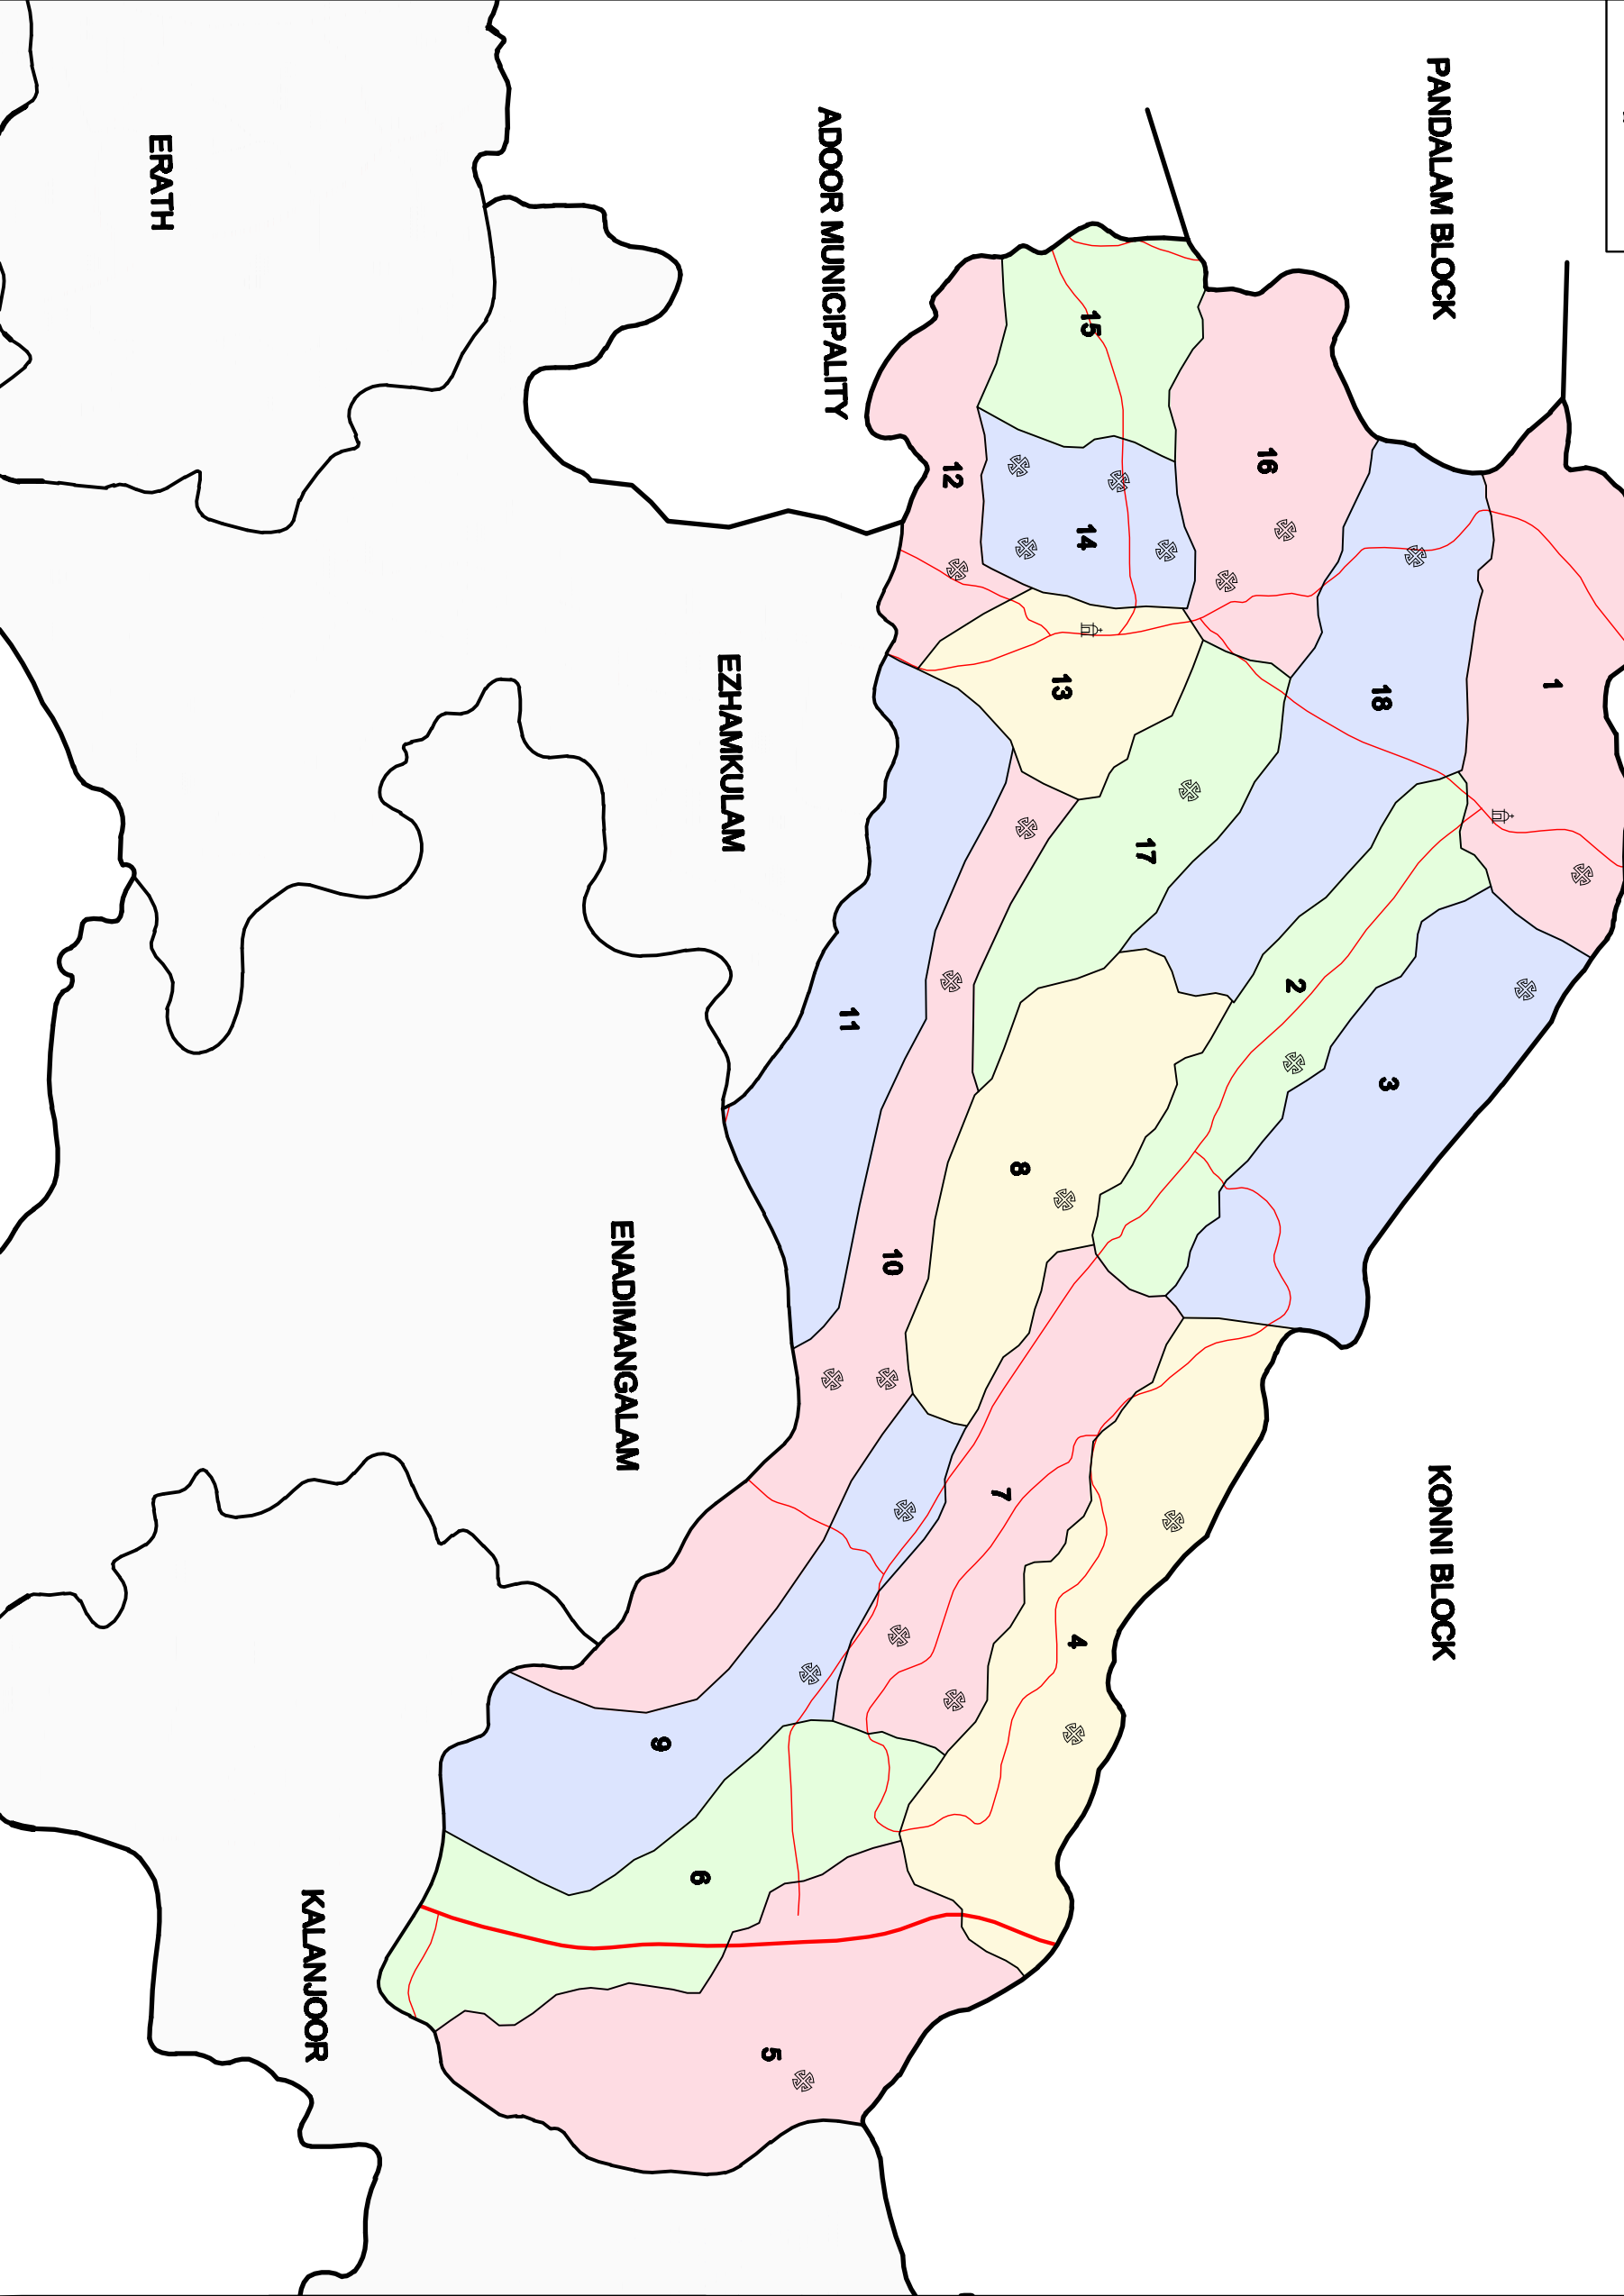 PANDALAM BLOCK
ADOOR MUNICIPALITY
ERATH
EZHAMKULAM
ENADIMANGALAM
KALANJOOR
KONNI BLOCK
1
18
16
15
14
12
13
17
2
3
11
8
10
7
4
9
6
5